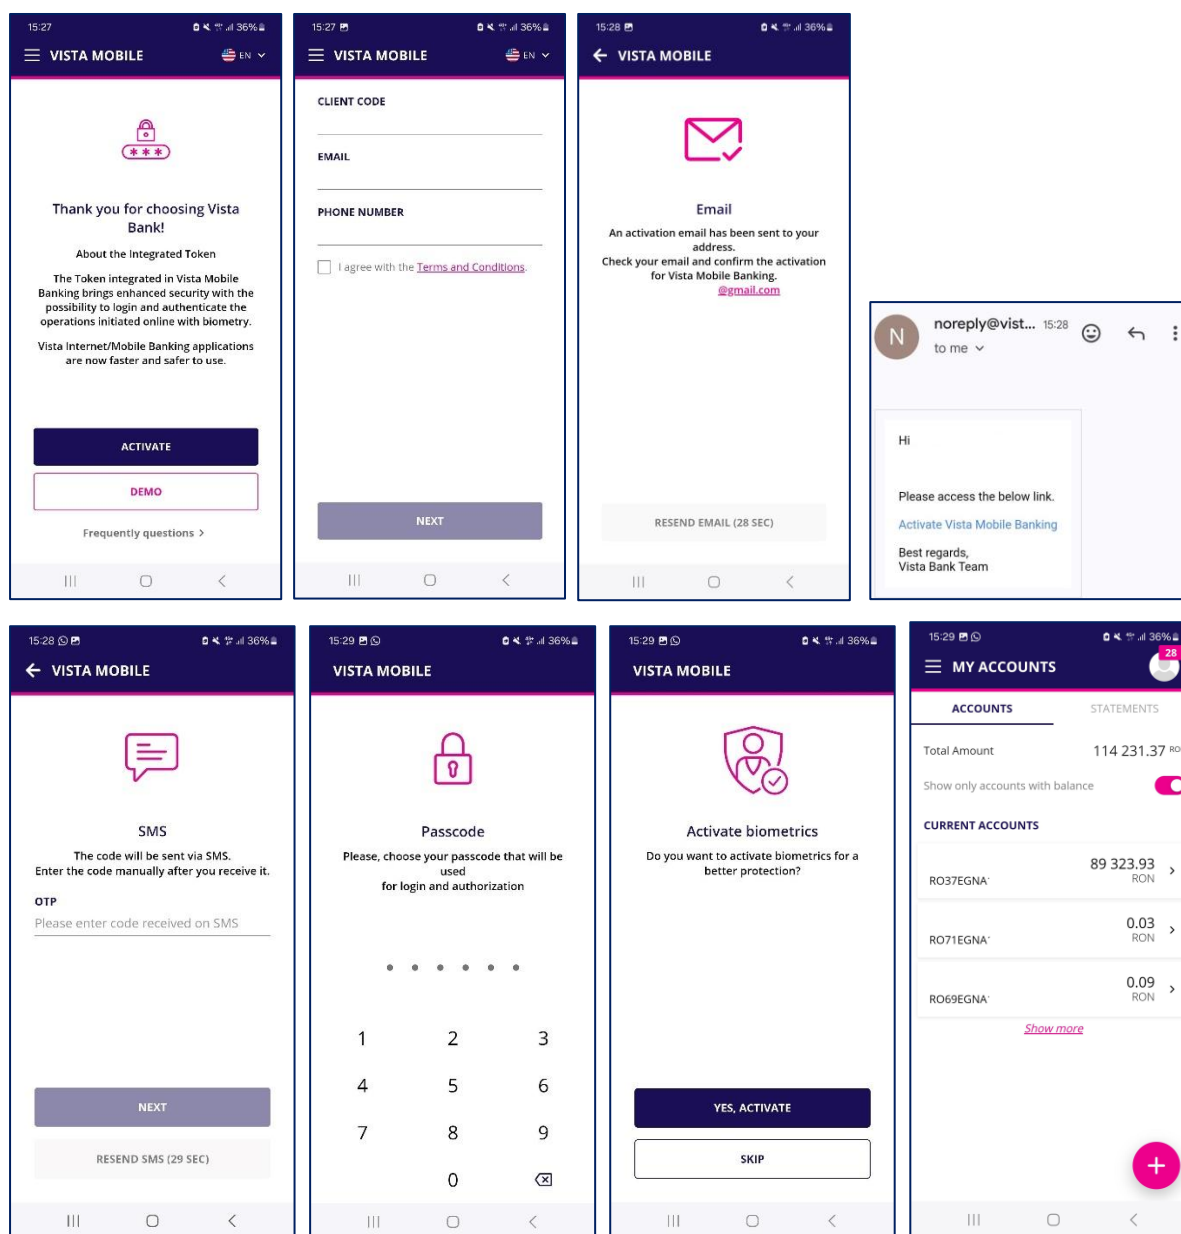 15:27
36%
VISTA MOBILE
EN
***
Thank you for choosing Vista
Bank!
About the Integrated Token
The Token integrated in Vista Mobile
Banking brings enhanced security with the
possibility to login and authenticate the
operations initiated online with biometry.
Vista Internet/Mobile Banking applications
are now faster and safer to use.
ACTIVATE
DEMO
Frequently questions >
15:27
36%
VISTA MOBILE
EN
CLIENT CODE
EMAIL
PHONE NUMBER
I agree with the Terms and Conditions.
NEXT
15:28
36%
VISTA MOBILE
Email
An activation email has been sent to your
address.
Check your email and confirm the activation
for Vista Mobile Banking.
@gmail.com
RESEND EMAIL (28 SEC)
N
noreply@vist... 15:28
to me
Hi
Please access the below link.
Activate Vista Mobile Banking
Best regards,
Vista Bank Team
15:28
36%
VISTA MOBILE
SMS
The code will be sent via SMS.
Enter the code manually after you receive it.
OTP
Please enter code received on SMS
NEXT
RESEND SMS (29 SEC)
15:29
36%
VISTA MOBILE
Passcode
Please, choose your passcode that will be
used
for login and authorization
1 2 3
4 5 6
7 8 9
0
15:29
36%
VISTA MOBILE
Activate biometrics
Do you want to activate biometrics for a
better protection?
YES, ACTIVATE
SKIP
15:29
36%
MY ACCOUNTS
28
ACCOUNTS STATEMENTS
Total Amount 114 231.37 RO
Show only accounts with balance
CURRENT ACCOUNTS
89 323.93
RO37EGNA RON
0.03
RO71EGNA RON
0.09
RO69EGNA RON
Show more
+